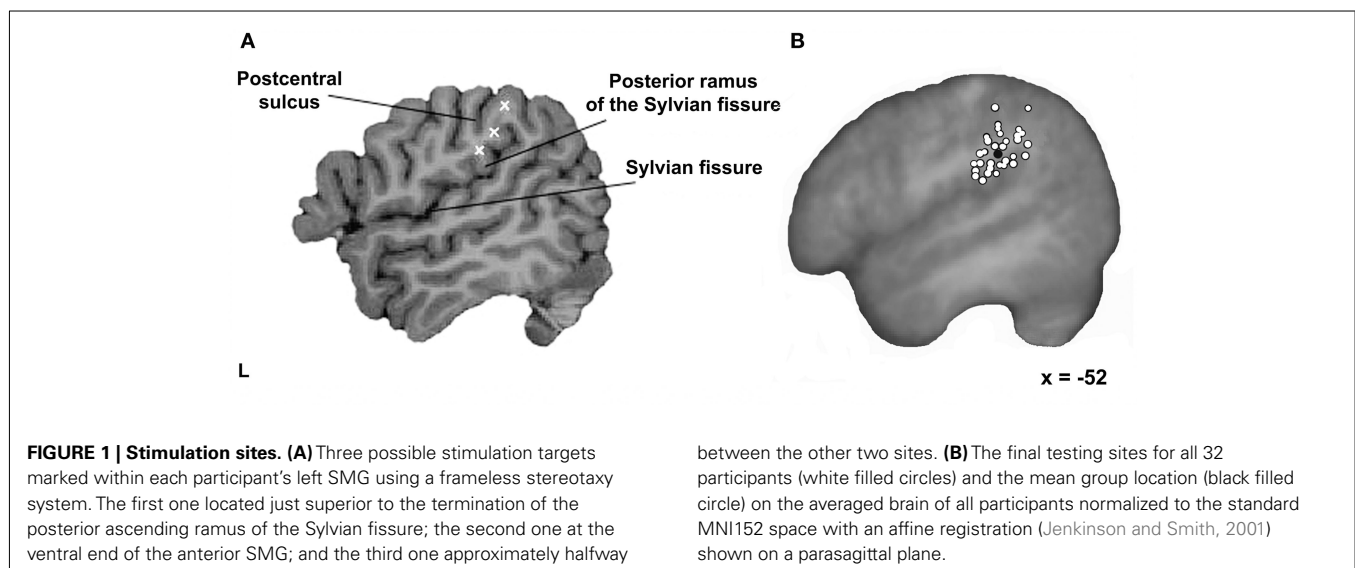 A
B
Postcentral
sulcus
Posterior ramus
of the Sylvian fissure
Sylvian fissure
L
x = -52
FIGURE 1 | Stimulation sites. (A) Three possible stimulation targets
marked within each participant's left SMG using a frameless stereotaxy
system. The first one located just superior to the termination of the
posterior ascending ramus of the Sylvian fissure; the second one at the
ventral end of the anterior SMG; and the third one approximately halfway
between the other two sites. (B) The final testing sites for all 32
participants (white filled circles) and the mean group location (black filled
circle) on the averaged brain of all participants normalized to the standard
MNI152 space with an affine registration (Jenkinson and Smith, 2001)
shown on a parasagittal plane.